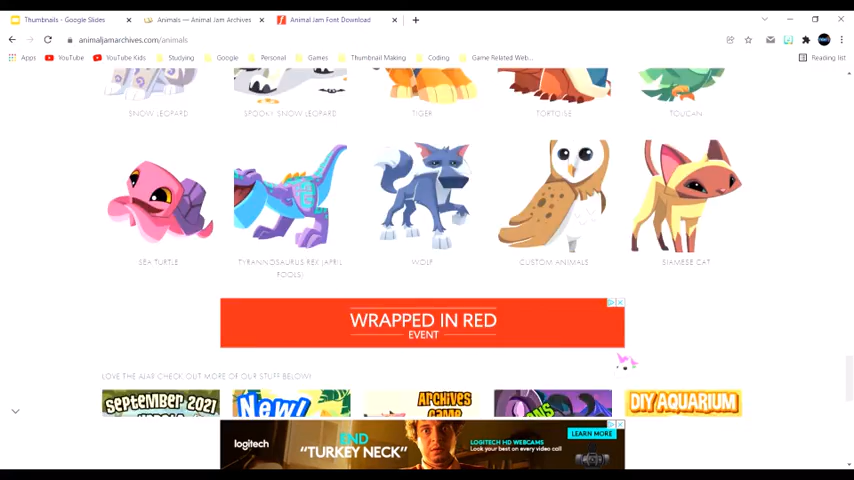 Thumbnails - Google Slides
Animals — Animal Jam Archives
Animal Jam Font Download
animaljamarchives.com/animals
Apps
YouTube
YouTube Kids
Studying
Google
Personal
Games
Thumbnail Making
Coding
Game Related Web...
Reading list
SNOW LEOPARD
SPOOKY SNOW LEOPARD
TIGER
TORTOISE
TOUCAN
SEA TURTLE
TYRANNOSAURUS REX (APRIL
FOOLS)
WOLF
CUSTOM ANIMALS
SIAMESE CAT
WRAPPED IN RED
EVENT
LOVE THE AJAR CHECK OUT MORE OF OUR STUFF BELOW!
SEPTEMBER 2021
New!
ARCHIVES
GAME
DIY AQUARIUM
logitech
END
"TURKEY NECK"
LOGITECH HD WEBCAMS
Look your best on every video call
LEARN MORE